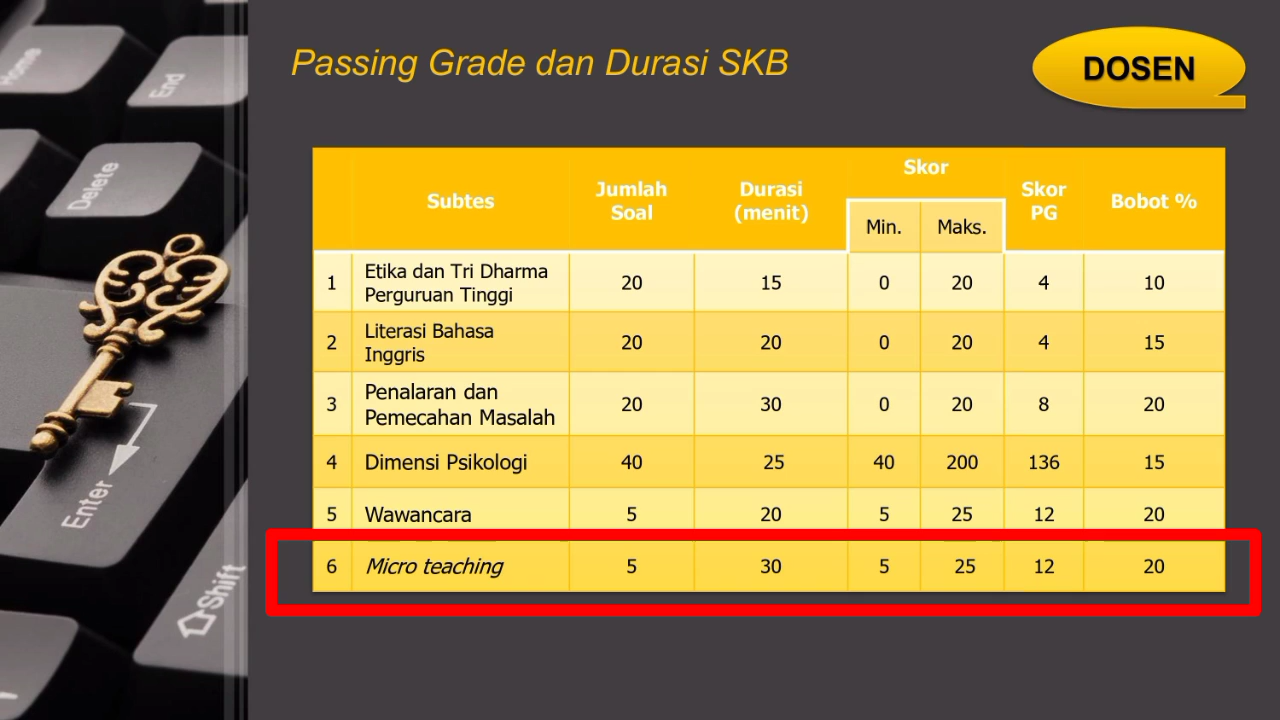 Home
End
Delete
Enter
Shift
Passing Grade dan Durasi SKB
DOSEN
Subtes
Jumlah
Soal
Durasi
(menit)
Skor
Min.
Maks.
Skor
PG
Bobot %
1 Etika dan Tri Dharma
Perguruan Tinggi
20 15 0 20 4 10
2 Literasi Bahasa
Inggris
20 20 0 20 4 15
3 Penalaran dan
Pemecahan Masalah
20 30 0 20 8 20
4 Dimensi Psikologi 40 25 40 200 136 15
5 Wawancara 5 20 5 25 12 20
6 Micro teaching 5 30 5 25 12 20